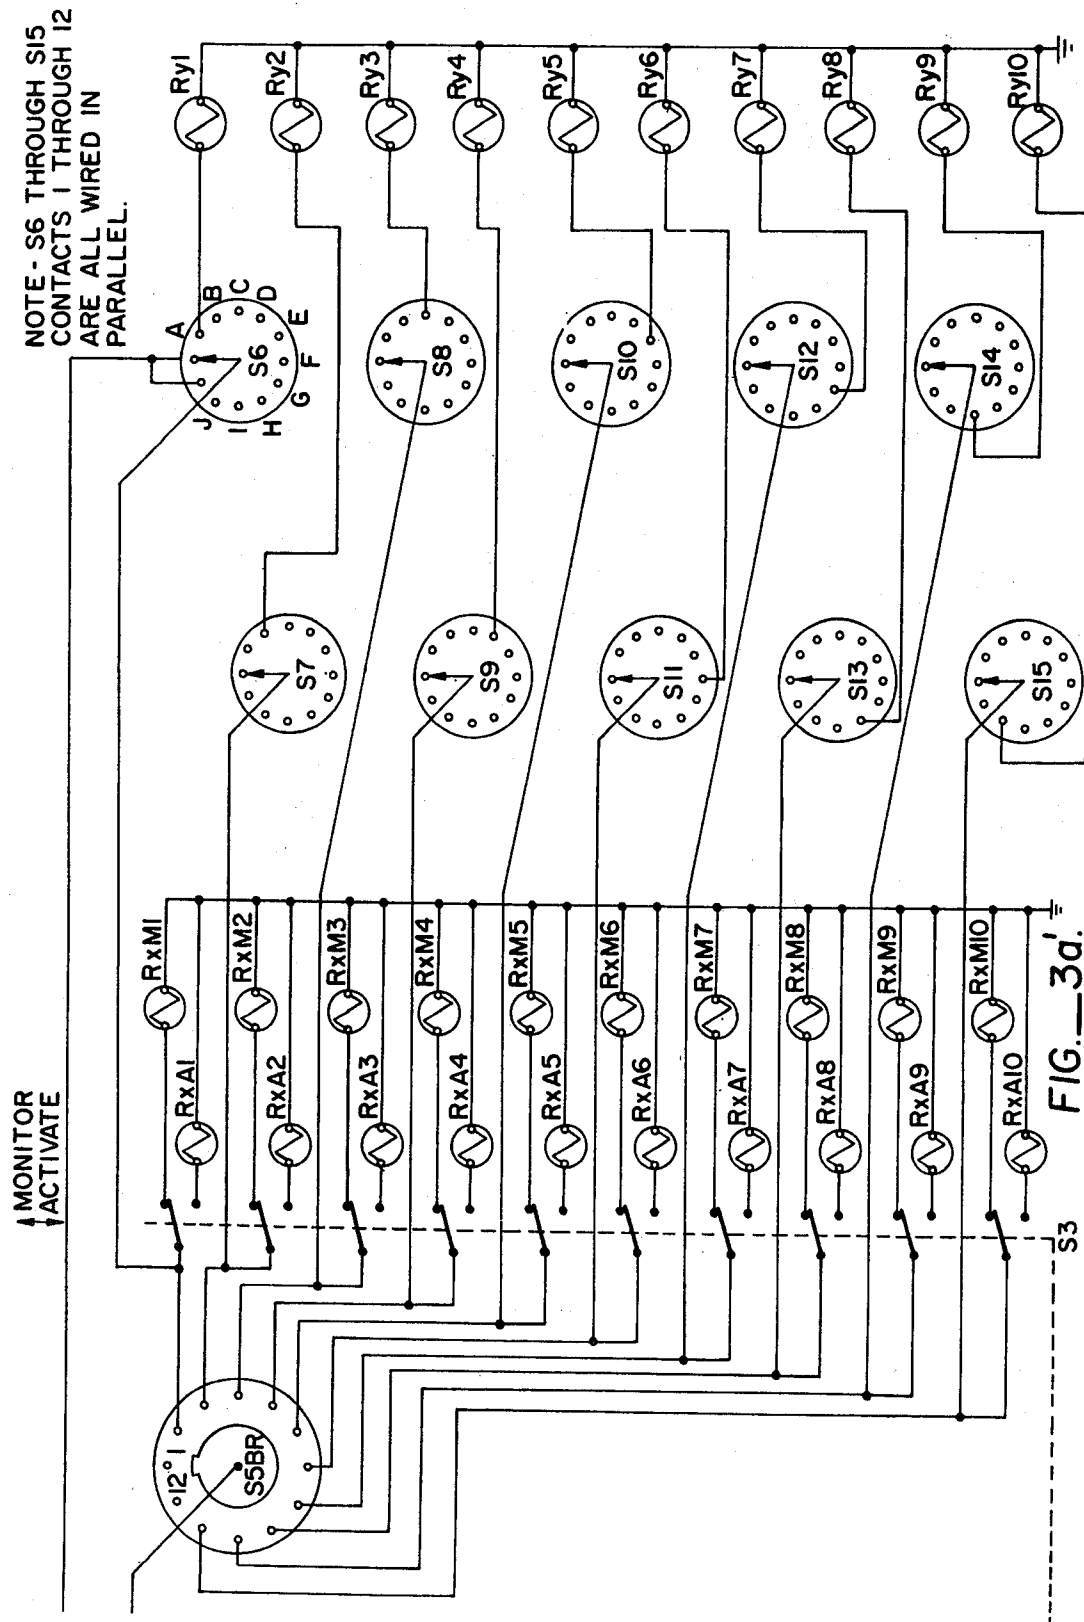 NOTE- S6 THROUGH S15
CONTACTS 1 THROUGH 12
ARE ALL WIRED IN
PARALLEL.
Ry1
Ry2
Ry3
Ry4
Ry5
Ry6
Ry7
Ry8
Ry9
Ry10
A
B
C
D
E
F
G
H
I
J
S6
S8
S10
S12
S14
S7
S9
S11
S13
S15
MONITOR
ACTIVATE
RxM1
RxM2
RxM3
RxM4
RxM5
RxM6
RxM7
RxM8
RxM9
RxM10
RxA1
RxA2
RxA3
RxA4
RxA5
RxA6
RxA7
RxA8
RxA9
RxA10
S3
12
1
S5BR
FIG.__3a'.